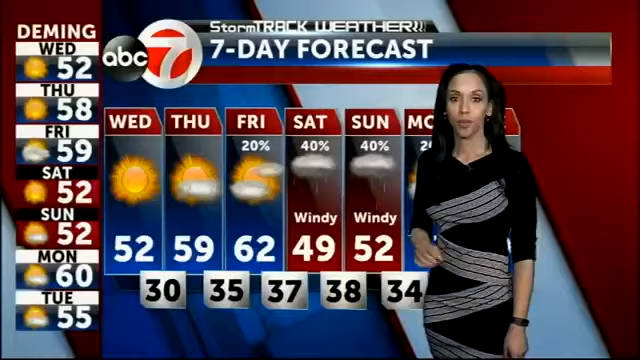 DEMING
WED
52
THU
58
FRI
59
SAT
52
SUN
52
MON
60
TUE
55
StormTRACK WEATHER
abc 7
7-DAY FORECAST
WED THU FRI SAT SUN
20% 40% 40%
Windy Windy
52 59 62 49 52
30 35 37 38 34